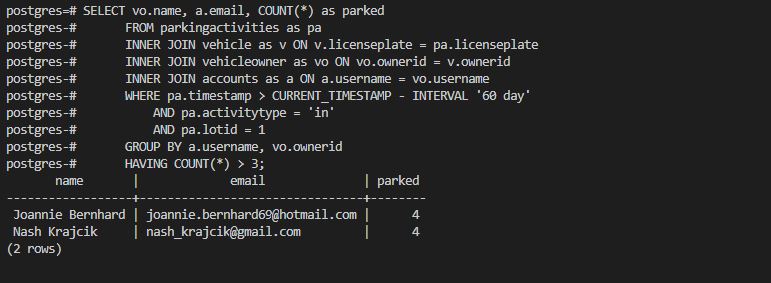 postgres=# SELECT vo.name, a.email, COUNT(*) as parked
postgres-#       FROM parkingactivities as pa
postgres-#       INNER JOIN vehicle as v ON v.licenseplate = pa.licenseplate
postgres-#       INNER JOIN vehicleowner as vo ON vo.ownerid = v.ownerid
postgres-#       INNER JOIN accounts as a ON a.username = vo.username
postgres-#       WHERE pa.timestamp > CURRENT_TIMESTAMP - INTERVAL '60 day'
postgres-#           AND pa.activitytype = 'in'
postgres-#           AND pa.lotid = 1
postgres-#       GROUP BY a.username, vo.ownerid
postgres-#       HAVING COUNT(*) > 3;
      name       |             email              | parked
-----------------+--------------------------------+--------
 Joannie Bernhard | joannie.bernhard69@hotmail.com |      4
 Nash Krajcik     | nash_krajcik@gmail.com         |      4
(2 rows)